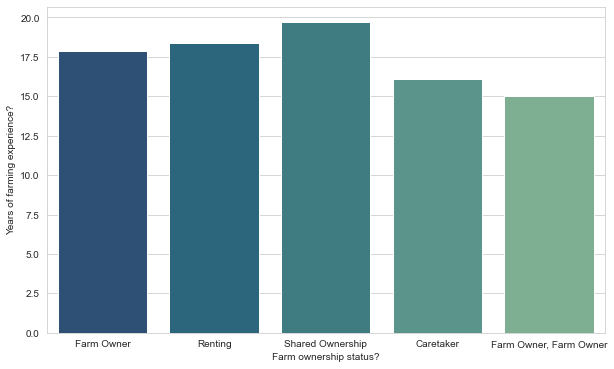 20.0
17.5
15.0
12.5
10.0
7.5
5.0
2.5
0.0
Years of farming experience?
Farm Owner
Renting
Shared Ownership
Caretaker
Farm Owner, Farm Owner
Farm ownership status?